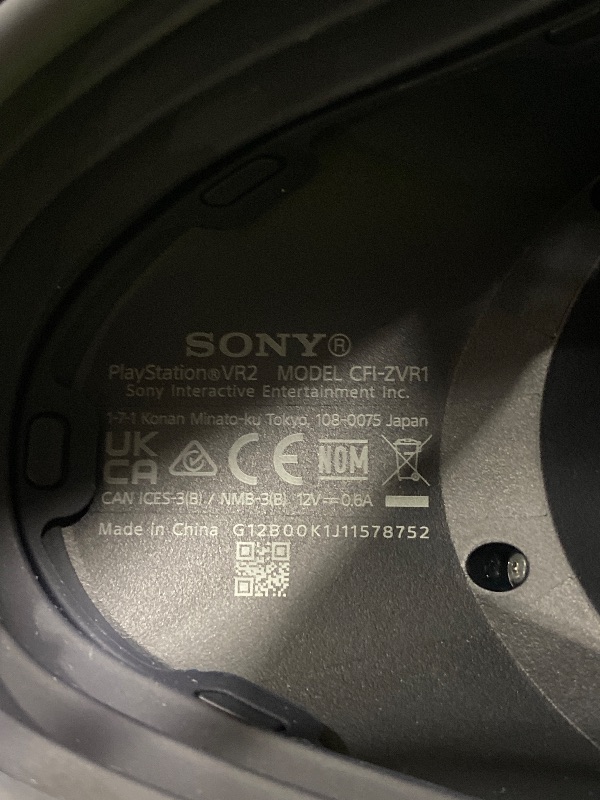 SONY®
PlayStation®VR2 MODEL CFI-ZVR1
Sony Interactive Entertainment Inc.
1-7-1 Konan Minato-ku Tokyo, 108-0075 Japan
UK CA CE NOM
CAN ICES-3(B) / NMB-3(B) 12V⎓0.6A
Made in China G12B00K1J11578752